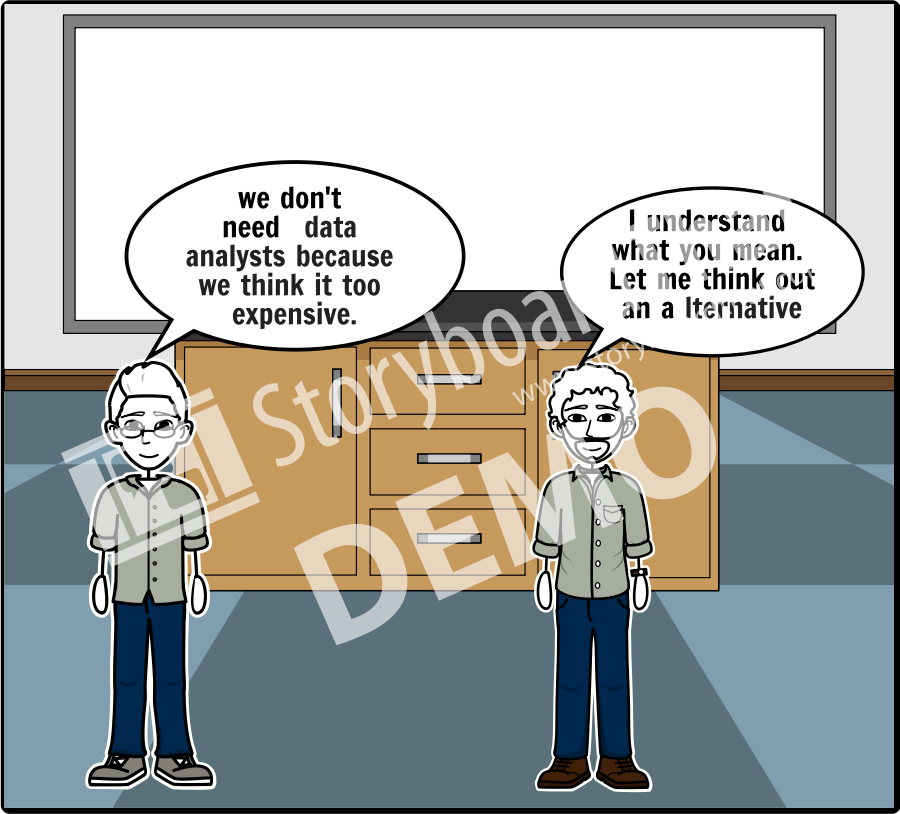 we don't
need data
analysts because
we think it too
expensive.
I understand
what you mean.
Let me think out
an a lternative
Storyboard
DEMO